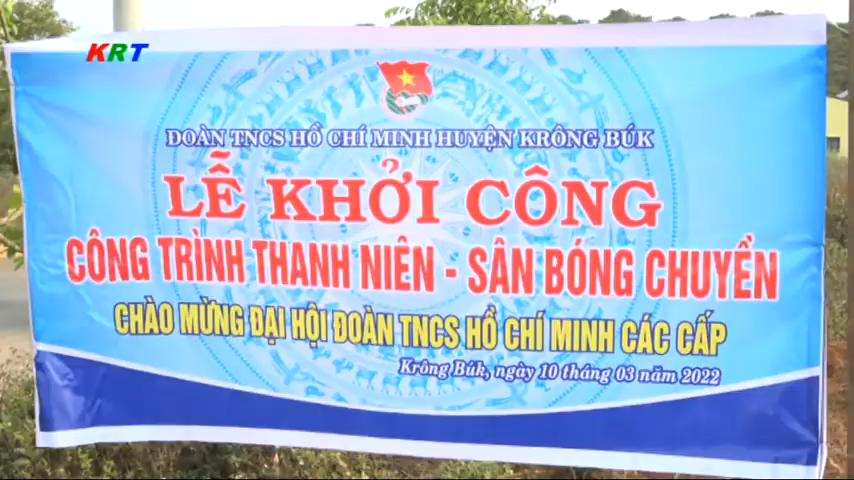 KRT
ĐOÀN TNCS HỒ CHÍ MINH HUYỆN KRÔNG BÚK
LỄ KHỞI CÔNG
CÔNG TRÌNH THANH NIÊN - SÂN BÓNG CHUYỀN
CHÀO MỪNG ĐẠI HỘI ĐOÀN TNCS HỒ CHÍ MINH CÁC CẤP
Krông Búk, ngày 10 tháng 03 năm 2022